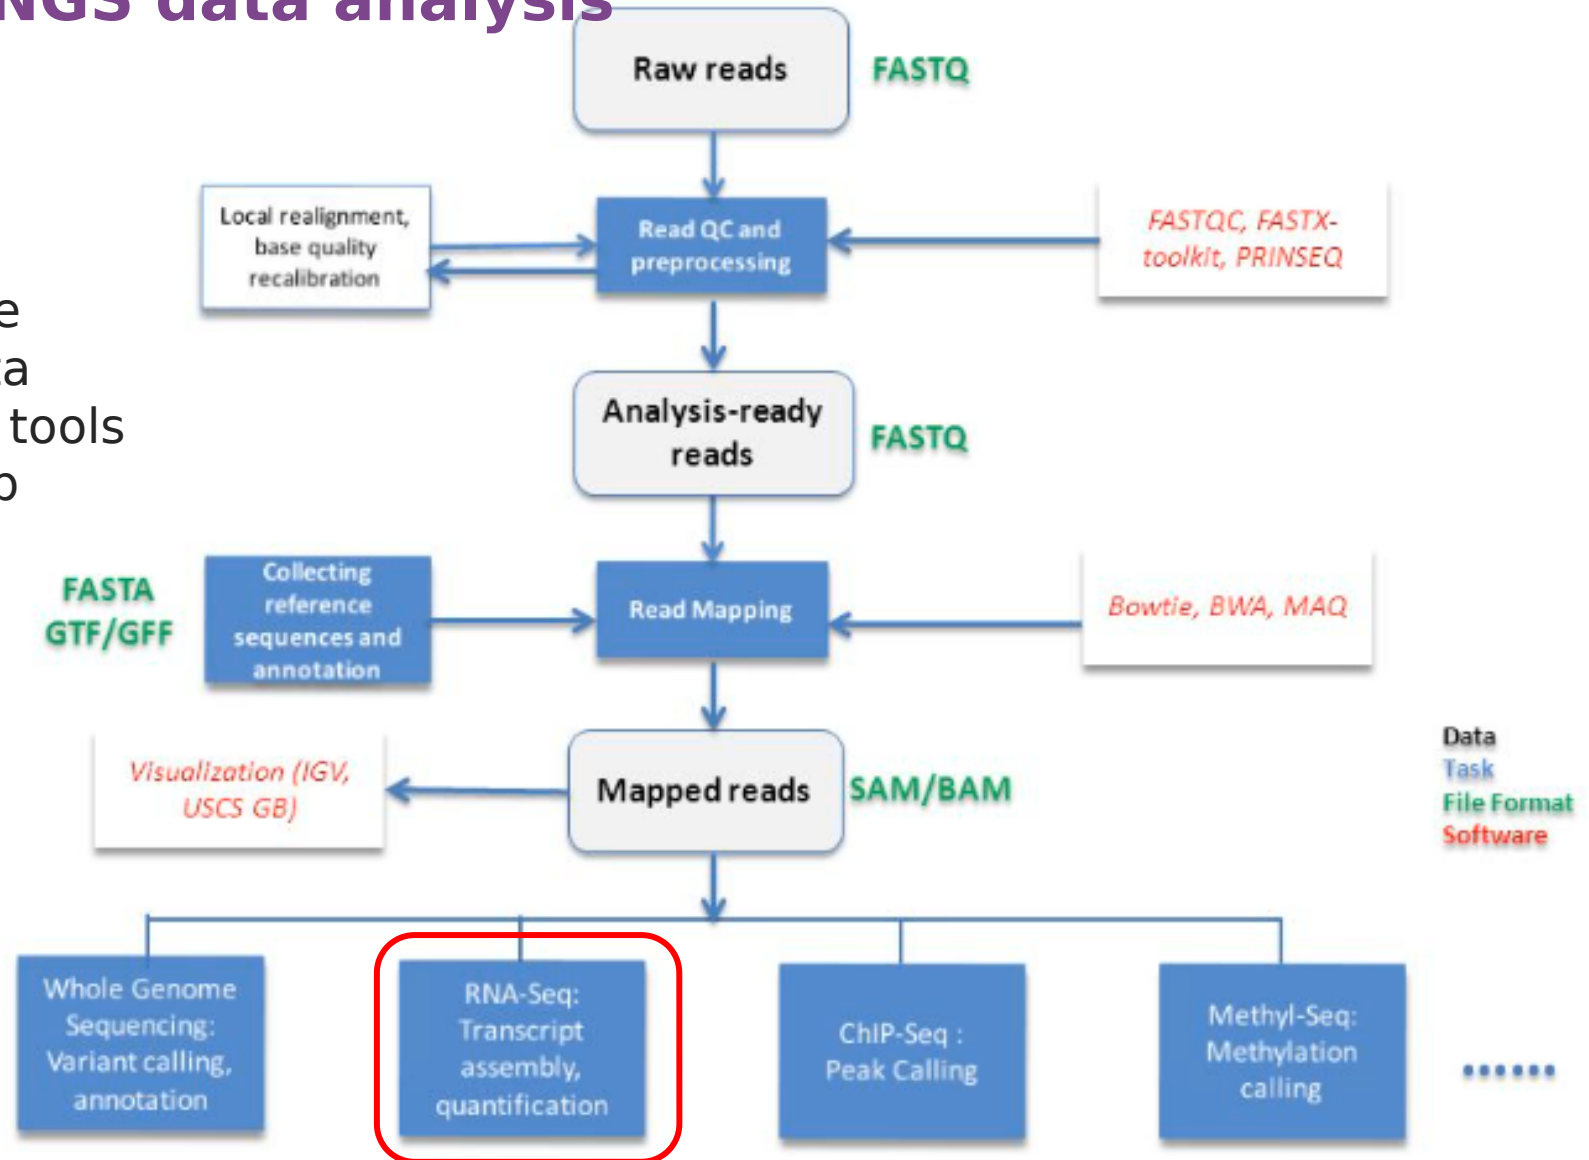 NGS data analysis
Raw reads
FASTQ
Local realignment,
base quality
recalibration
Read QC and
preprocessing
FASTQC, FASTX-
toolkit, PRINSEQ
tools
Analysis-ready
reads
FASTQ
FASTA
GTF/GFF
Collecting
reference
sequences and
annotation
Read Mapping
Bowtie, BWA, MAQ
Visualization (IGV,
USCS GB)
Mapped reads
SAM/BAM
Data
Task
File Format
Software
Whole Genome
Sequencing:
Variant calling,
annotation
RNA-Seq:
Transcript
assembly,
quantification
ChIP-Seq :
Peak Calling
Methyl-Seq:
Methylation
calling
......